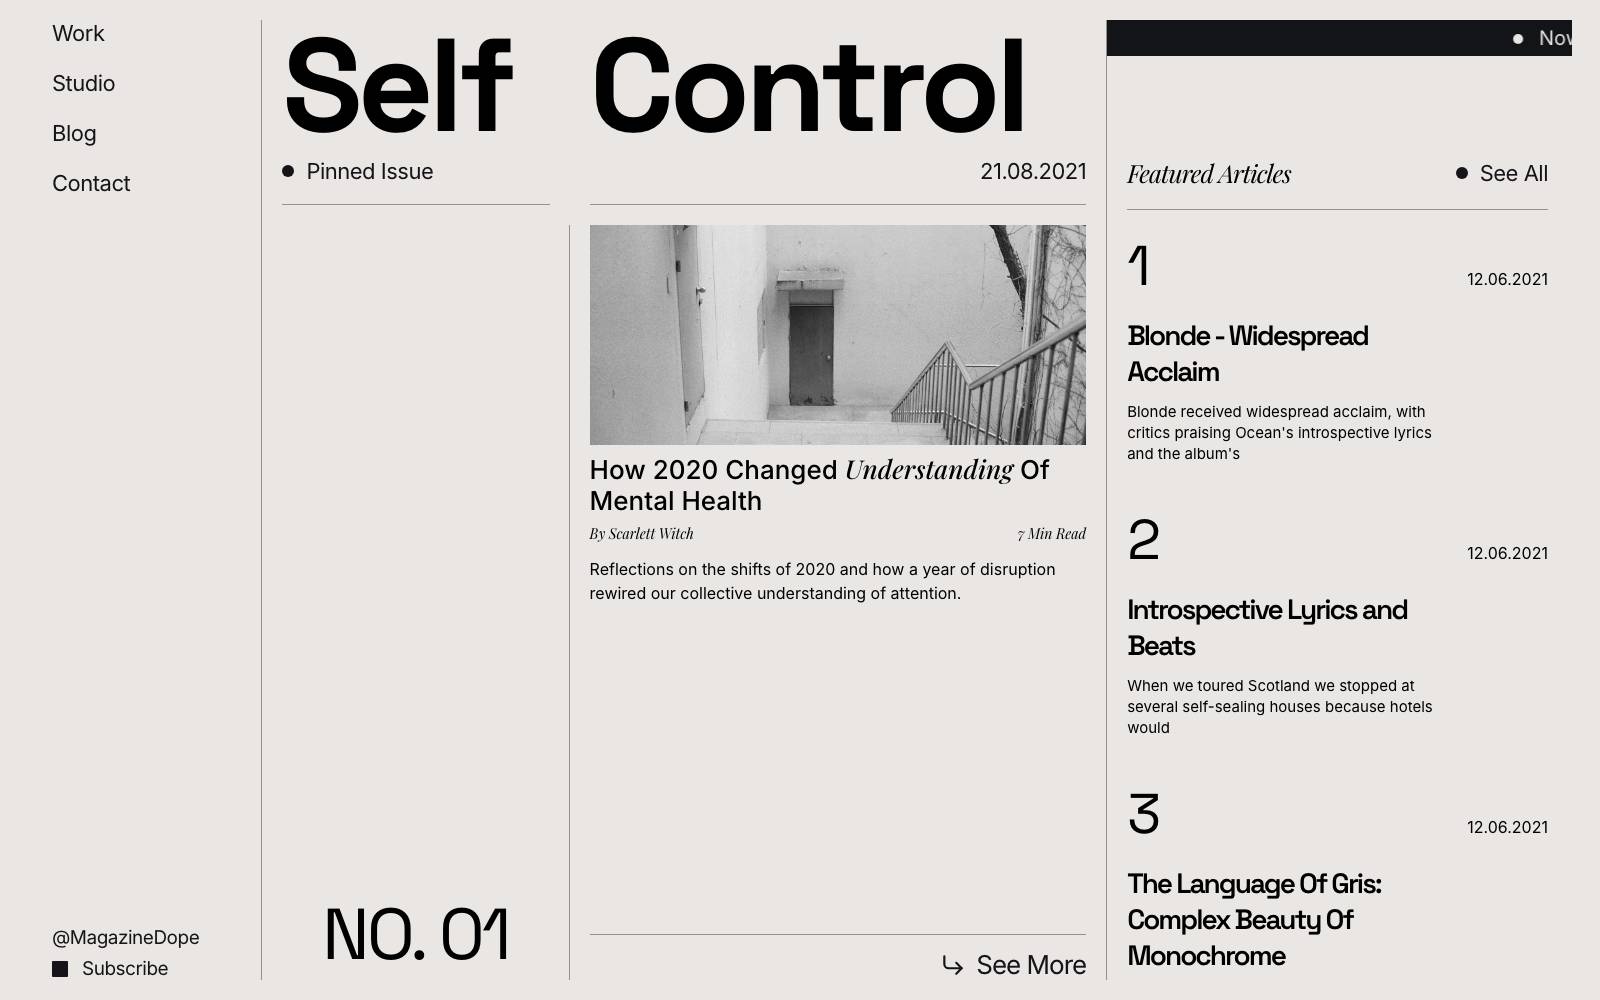 Work
Studio
Blog
Contact
@MagazineDope
Subscribe
Self Control
Pinned Issue
21.08.2021
NO. 01
How 2020 Changed Understanding Of
Mental Health
By Scarlett Witch
7 Min Read
Reflections on the shifts of 2020 and how a year of disruption
rewired our collective understanding of attention.
See More
Featured Articles
See All
1
12.06.2021
Blonde - Widespread
Acclaim
Blonde received widespread acclaim, with
critics praising Ocean's introspective lyrics
and the album's
2
12.06.2021
Introspective Lyrics and
Beats
When we toured Scotland we stopped at
several self-sealing houses because hotels
would
3
12.06.2021
The Language Of Gris:
Complex Beauty Of
Monochrome